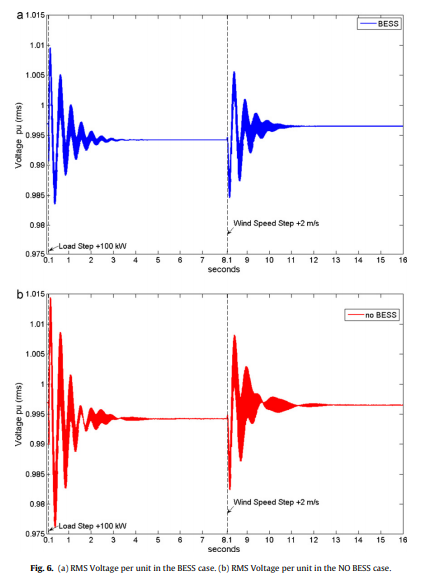 a
1.015
1.01
1.005
1
0.995
0.99
0.985
0.98
0.975
Voltage pu (rms)
BESS
Wind Speed Step +2 m/s
Load Step +100 kW
0.1 1 2 3 4 5 6 7 8.1 9 10 11 12 13 14 15 16
seconds
b
1.015
1.01
1.005
1
0.995
0.99
0.985
0.98
0.975
Voltage pu (rms)
no BESS
Wind Speed Step +2 m/s
Load Step +100 kW
0.1 1 2 3 4 5 6 7 8.1 9 10 11 12 13 14 15 16
seconds
Fig. 6. (a) RMS Voltage per unit in the BESS case. (b) RMS Voltage per unit in the NO BESS case.